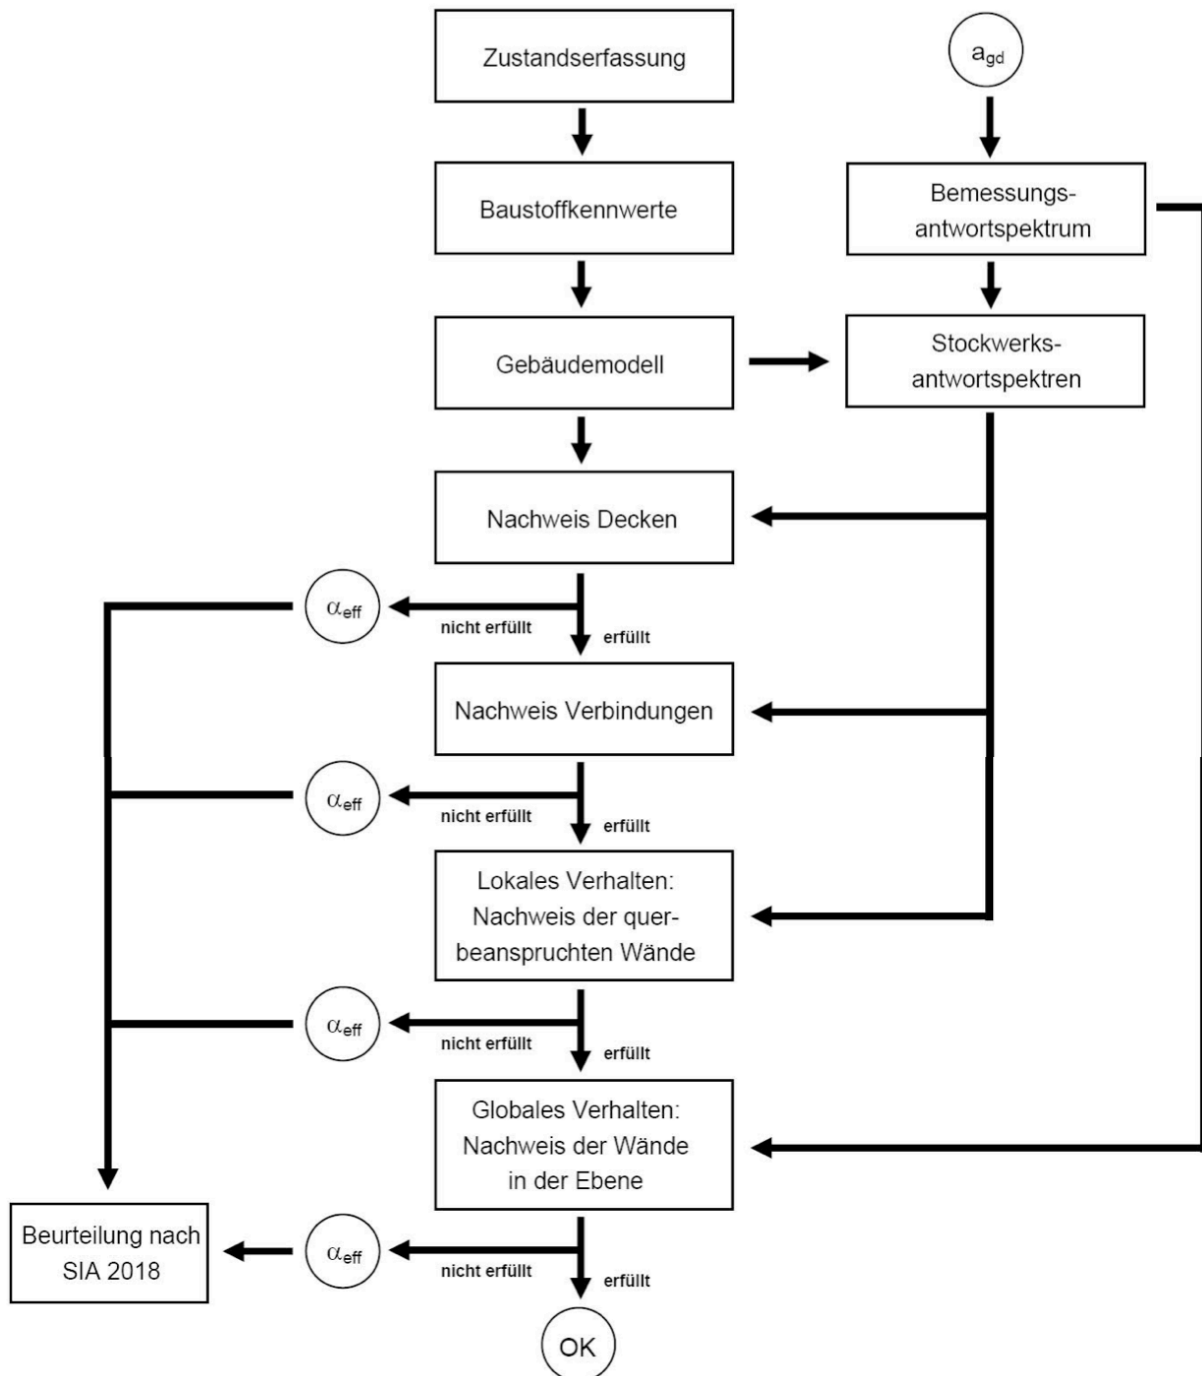 Zustandserfassung
a_gd
Baustoffkennwerte
Bemessungs-
antwortspektrum
Gebäudemodell
Stockwerks-
antwortspektren
Nachweis Decken
α_eff
nicht erfüllt
erfüllt
Nachweis Verbindungen
α_eff
nicht erfüllt
erfüllt
Lokales Verhalten:
Nachweis der quer-
beanspruchten Wände
α_eff
nicht erfüllt
erfüllt
Globales Verhalten:
Nachweis der Wände
in der Ebene
Beurteilung nach
SIA 2018
α_eff
nicht erfüllt
erfüllt
OK